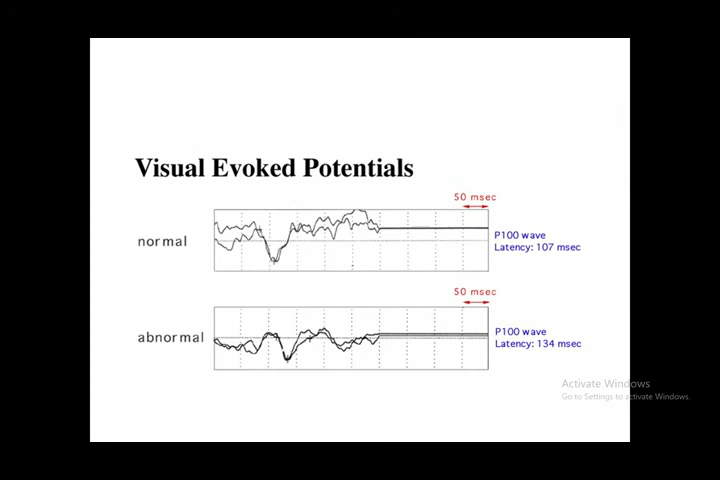 Visual Evoked Potentials
50 msec
normal
P100 wave
Latency: 107 msec
50 msec
abnormal
P100 wave
Latency: 134 msec
Activate Windows
Go to Settings to activate Windows.